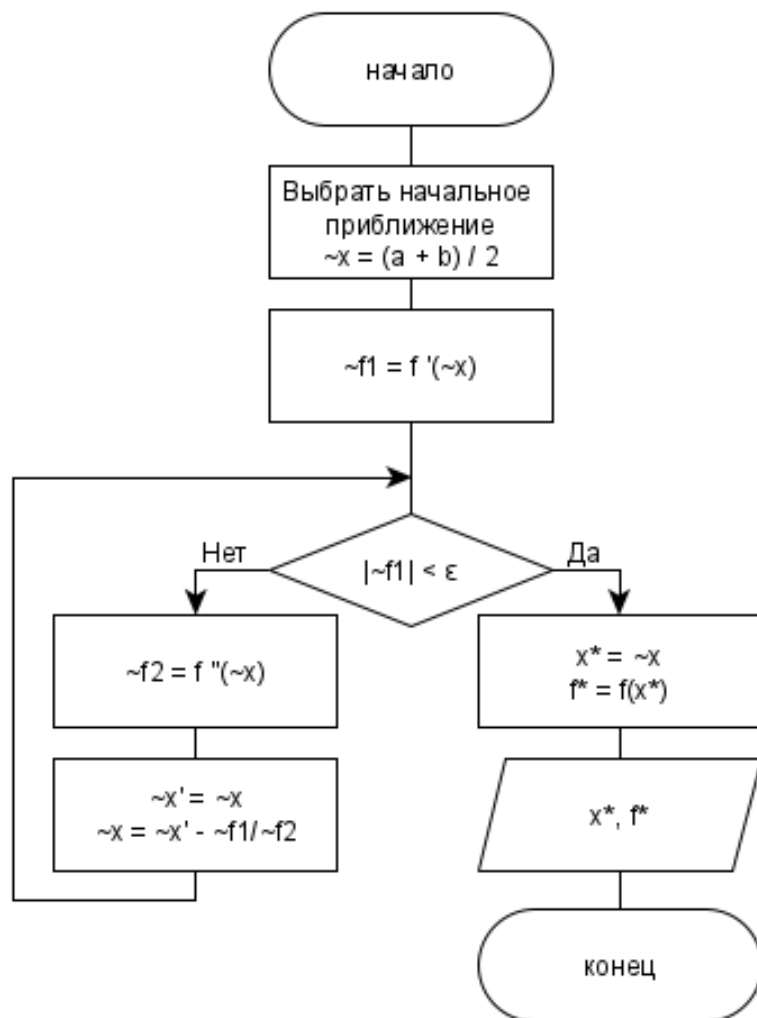 начало
Выбрать начальное
приближение
~x = (a + b) / 2
~f1 = f '(~x)
|~f1| < ε
Нет
Да
~f2 = f "(~x)
~x' = ~x
~x = ~x' - ~f1/~f2
x* = ~x
f* = f(x*)
x*, f*
конец